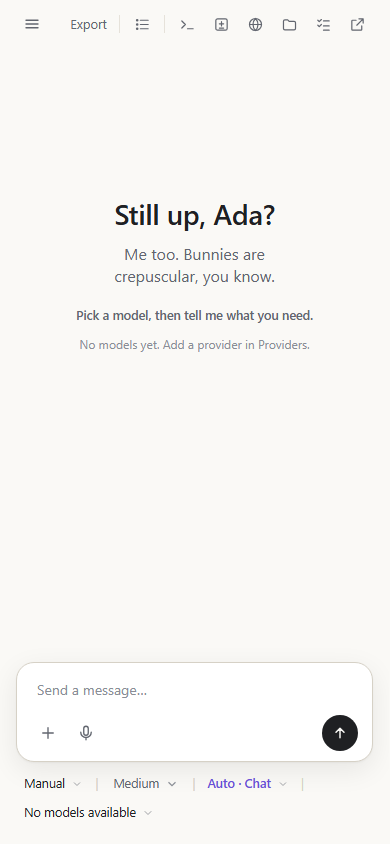 Export
Still up, Ada?
Me too. Bunnies are
crepuscular, you know.
Pick a model, then tell me what you need.
No models yet. Add a provider in Providers.
Send a message...
Manual
Medium
Auto · Chat
No models available